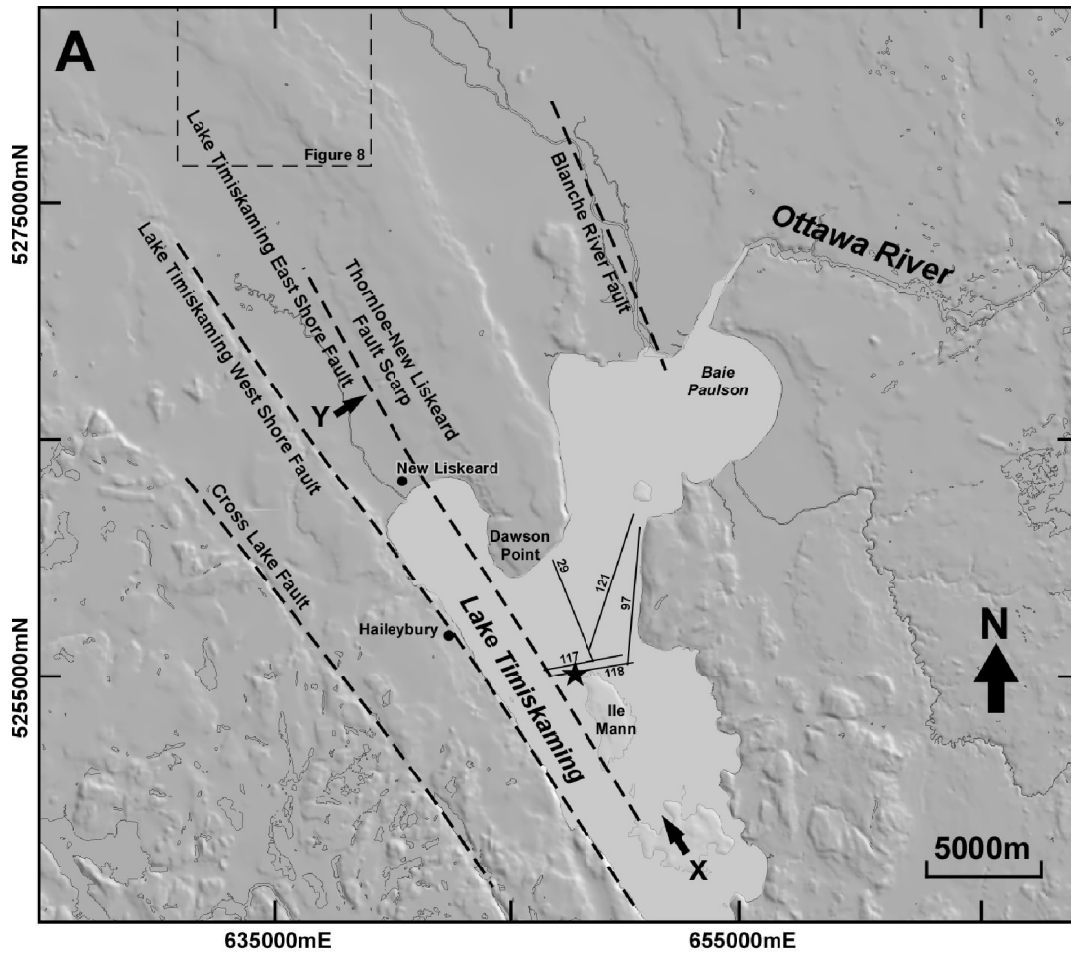 A
Figure 8
5275000mN
Lake Timiskaming East Shore Fault
Blanche River Fault
Ottawa River
Lake Timiskaming West Shore Fault
Thornloe-New Liskeard
Fault Scarp
Baie
Paulson
Y
New Liskeard
Cross Lake Fault
Dawson
Point
29
121
97
Haileybury
Lake Timiskaming
117
118
N
5255000mN
Ile
Mann
5000m
X
635000mE
655000mE